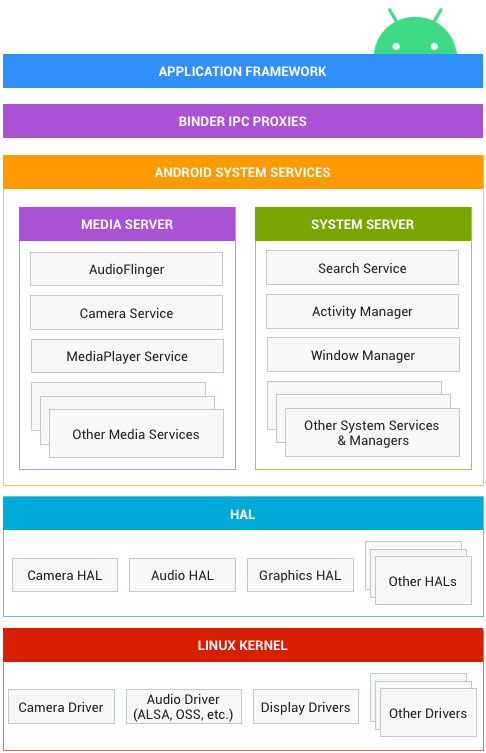 APPLICATION FRAMEWORK
BINDER IPC PROXIES
ANDROID SYSTEM SERVICES
MEDIA SERVER
AudioFlinger
Camera Service
MediaPlayer Service
Other Media Services
SYSTEM SERVER
Search Service
Activity Manager
Window Manager
Other System Services
& Managers
HAL
Camera HAL
Audio HAL
Graphics HAL
Other HALs
LINUX KERNEL
Camera Driver
Audio Driver
(ALSA, OSS, etc.)
Display Drivers
Other Drivers